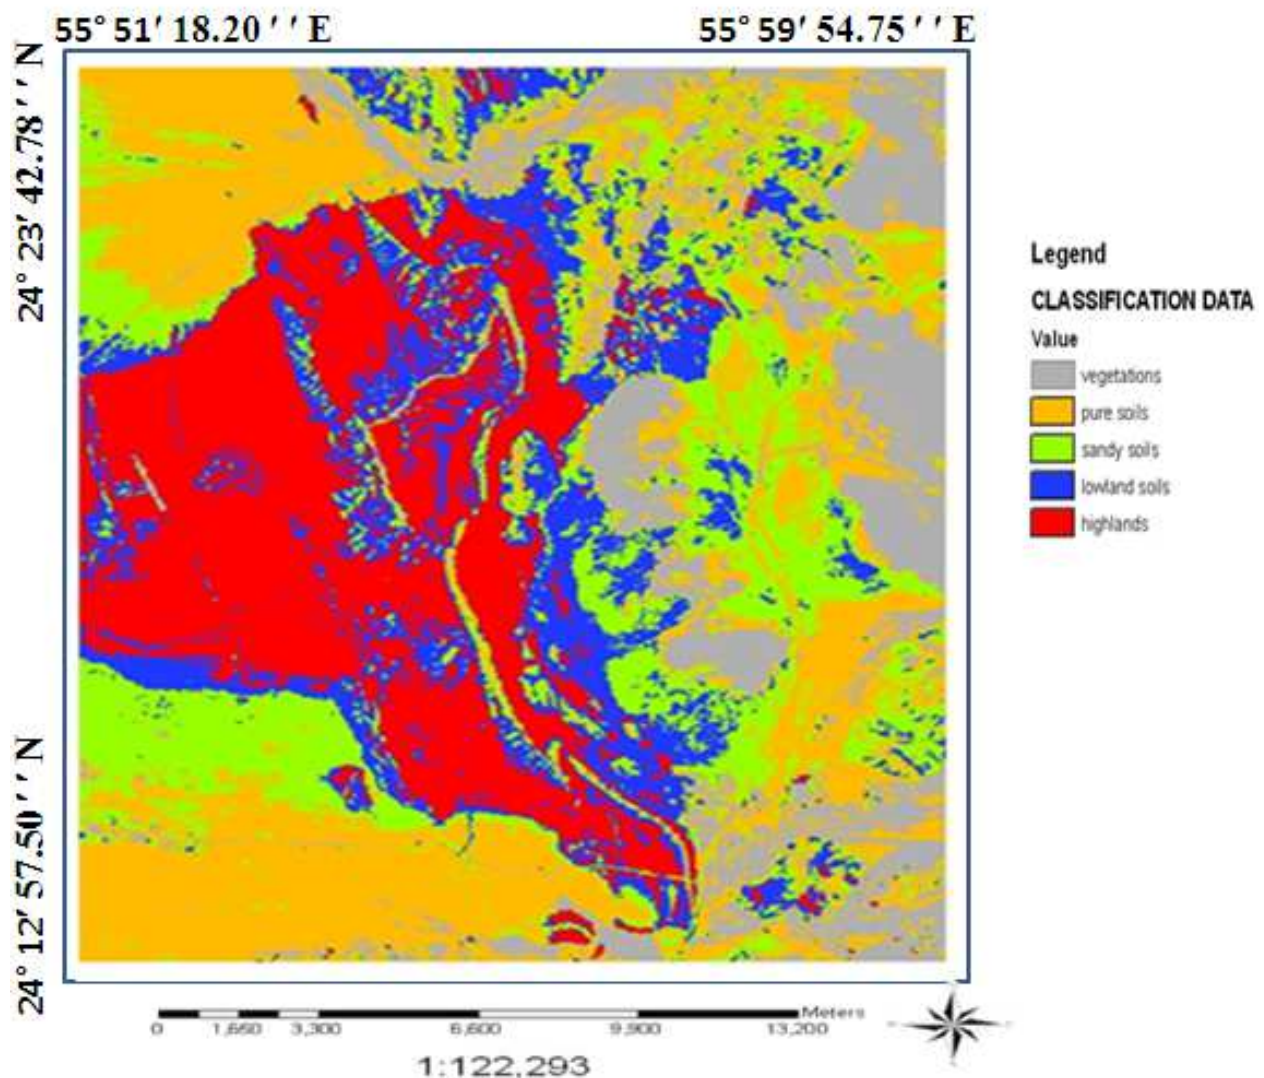 55° 51′ 18.20 ′′ E
55° 59′ 54.75 ′′ E
24° 23′ 42.78 ′′ N
24° 12′ 57.50 ′′ N
Legend
CLASSIFICATION DATA
Value
vegetations
pure soils
sandy soils
lowland soils
highlands
Meters
0 1,650 3,300 6,600 9,900 13,200
1:122,293